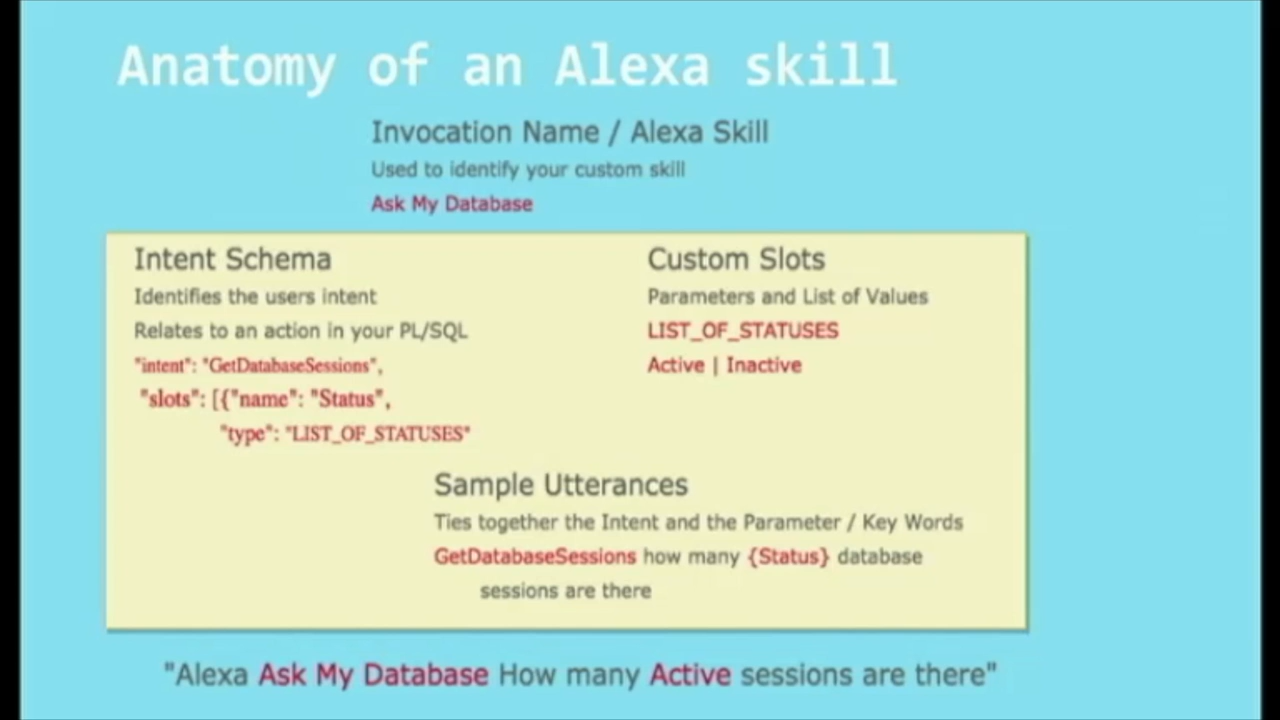 Anatomy of an Alexa skill
Invocation Name / Alexa Skill
Used to identify your custom skill
Ask My Database
Intent Schema
Identifies the users intent
Relates to an action in your PL/SQL
"intent": "GetDatabaseSessions",
"slots": [{"name": "Status",
"type": "LIST_OF_STATUSES"
Custom Slots
Parameters and List of Values
LIST_OF_STATUSES
Active | Inactive
Sample Utterances
Ties together the Intent and the Parameter / Key Words
GetDatabaseSessions how many {Status} database
sessions are there
"Alexa Ask My Database How many Active sessions are there"